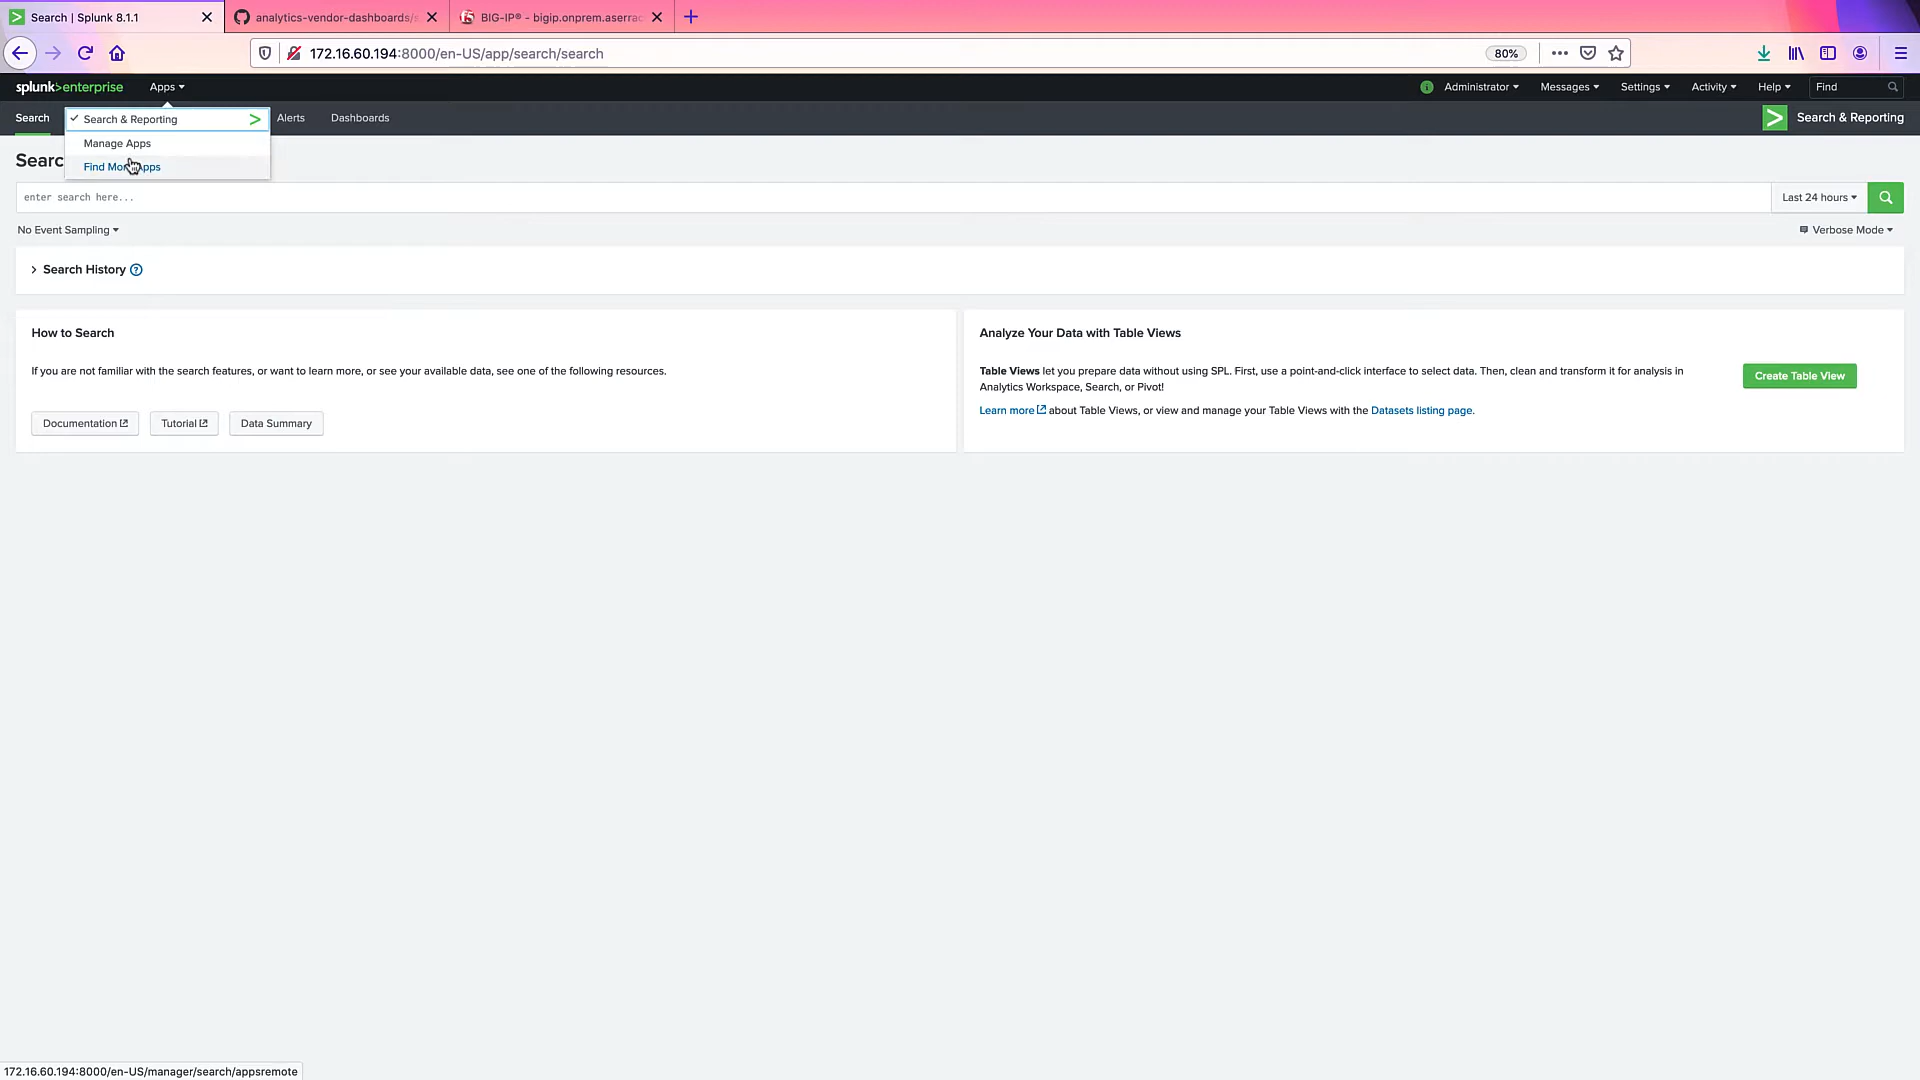 Search | Splunk 8.1.1
analytics-vendor-dashboards/s
BIG-IP® - bigip.onprem.aserrac
172.16.60.194:8000/en-US/app/search/search
80%
splunk>enterprise
Apps
Administrator
Messages
Settings
Activity
Help
Find
Search
Search & Reporting
Manage Apps
Find More Apps
Alerts
Dashboards
Search & Reporting
Searc
enter search here...
Last 24 hours
No Event Sampling
Verbose Mode
Search History ?
How to Search
If you are not familiar with the search features, or want to learn more, or see your available data, see one of the following resources.
Documentation
Tutorial
Data Summary
Analyze Your Data with Table Views
Table Views let you prepare data without using SPL. First, use a point-and-click interface to select data. Then, clean and transform it for analysis in
Analytics Workspace, Search, or Pivot!
Learn more about Table Views, or view and manage your Table Views with the Datasets listing page.
Create Table View
172.16.60.194:8000/en-US/manager/search/appsremote